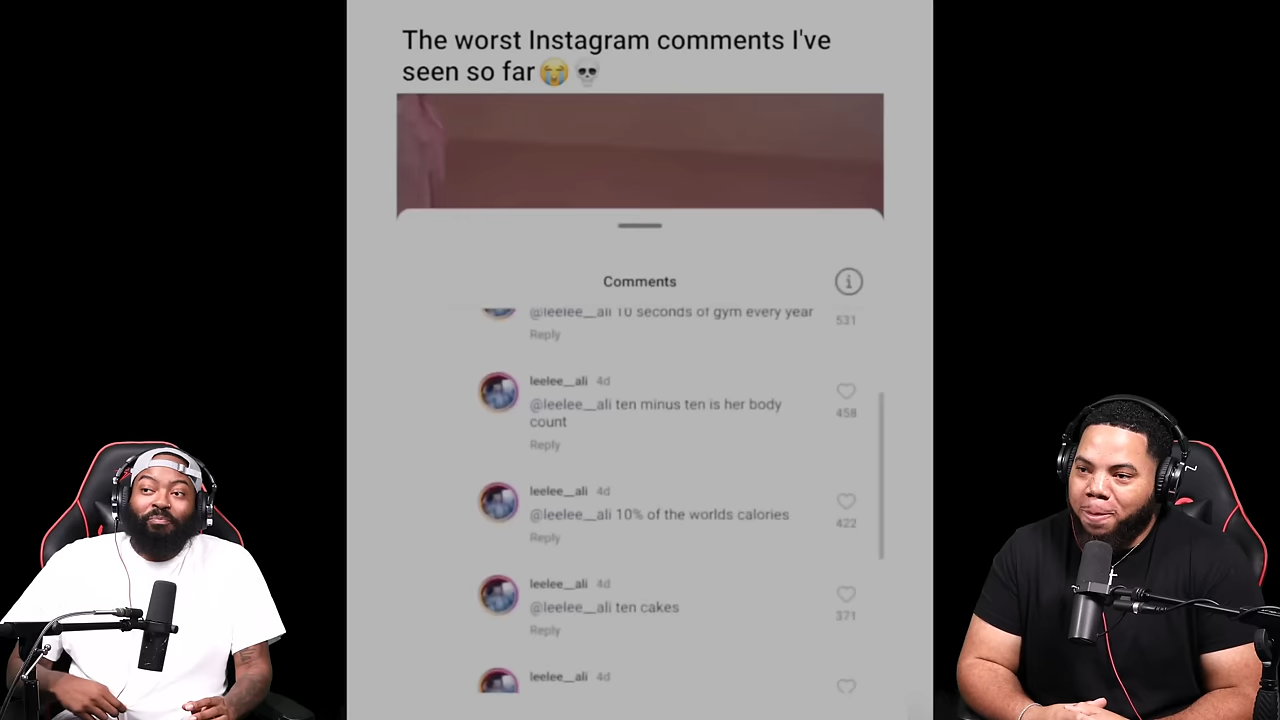 The worst Instagram comments I've
seen so far😭💀
Comments
@leelee__ali 10 seconds of gym every year
531
Reply
leelee__ali 4d
@leelee__ali ten minus ten is her body
count
458
Reply
leelee__ali 4d
@leelee__ali 10% of the worlds calories
422
Reply
leelee__ali 4d
@leelee__ali ten cakes
371
Reply
leelee__ali 4d